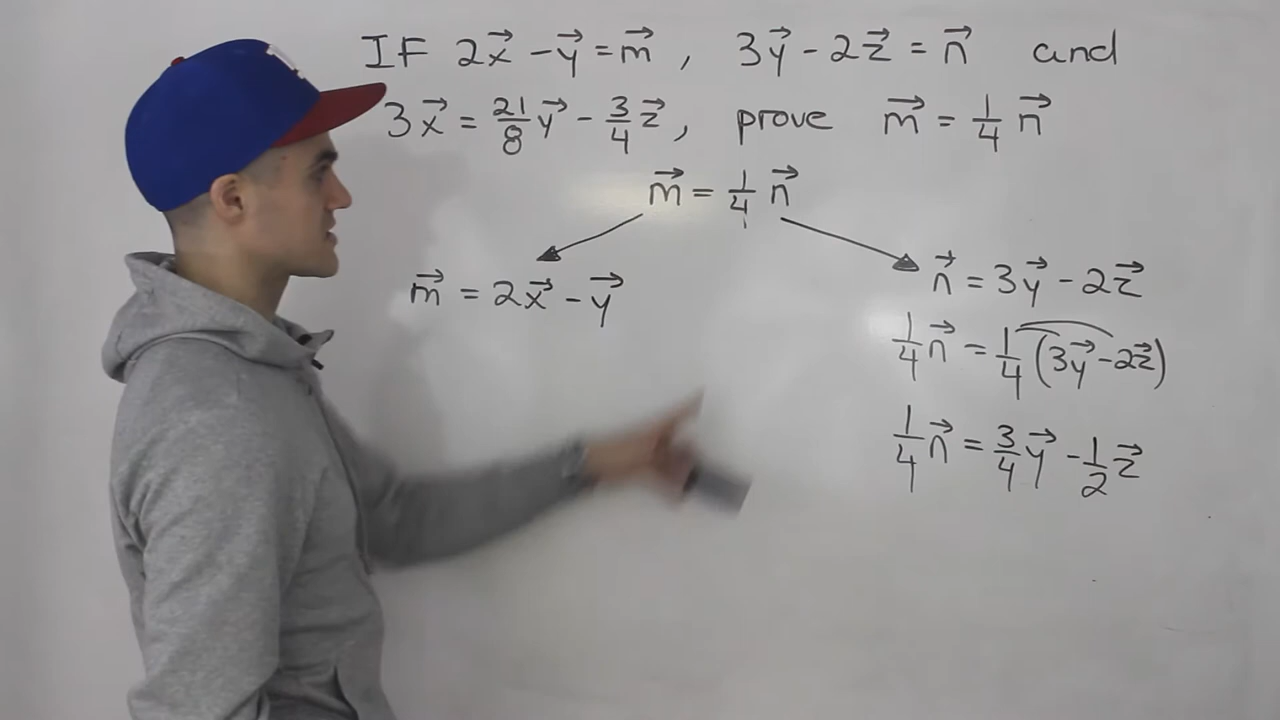 IF 2x⃗ - y⃗ = m⃗ , 3y⃗ - 2z⃗ = n⃗ and
3x⃗ = 21/8 y⃗ - 3/4 z⃗ , prove m⃗ = 1/4 n⃗
m⃗ = 1/4 n⃗
m⃗ = 2x⃗ - y⃗
n⃗ = 3y⃗ - 2z⃗
1/4 n⃗ = 1/4 (3y⃗ - 2z⃗)
1/4 n⃗ = 3/4 y⃗ - 1/2 z⃗